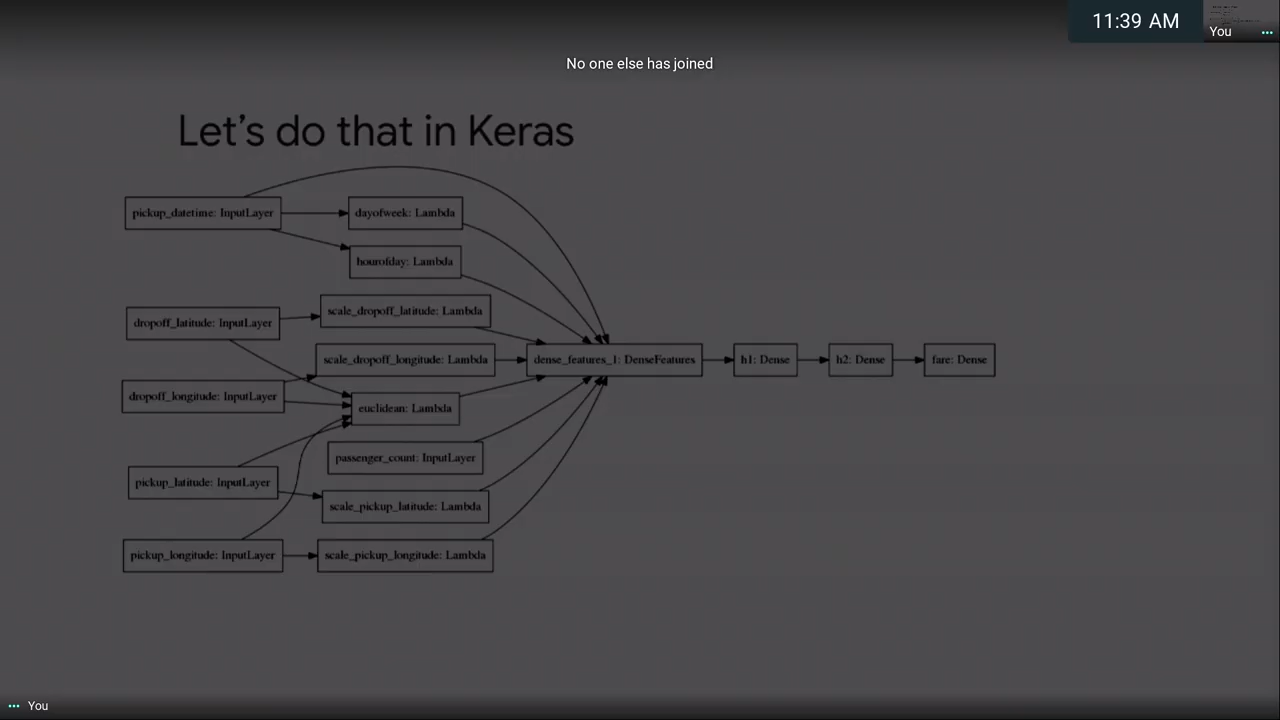 11:39 AM
You
No one else has joined
Let's do that in Keras
pickup_datetime: InputLayer
dayofweek: Lambda
hourofday: Lambda
dropoff_latitude: InputLayer
scale_dropoff_latitude: Lambda
scale_dropoff_longitude: Lambda
dense_features_1: DenseFeatures
h1: Dense
h2: Dense
fare: Dense
dropoff_longitude: InputLayer
euclidean: Lambda
passenger_count: InputLayer
pickup_latitude: InputLayer
scale_pickup_latitude: Lambda
pickup_longitude: InputLayer
scale_pickup_longitude: Lambda
You